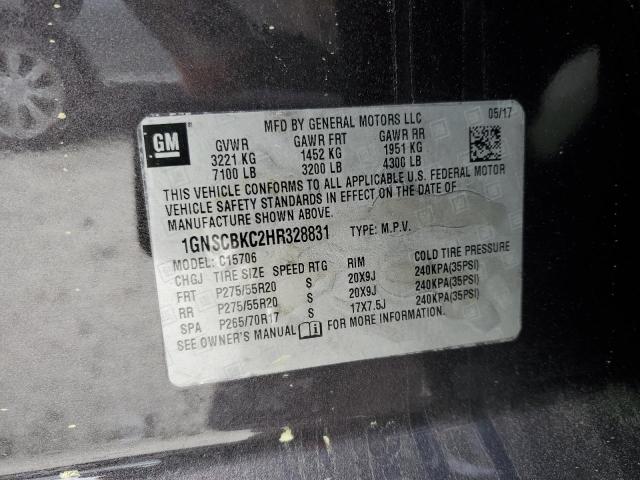 05/17
MFD BY GENERAL MOTORS LLC
GM
GVWR GAWR FRT GAWR RR
3221 KG 1452 KG 1951 KG
7100 LB 3200 LB 4300 LB
THIS VEHICLE CONFORMS TO ALL APPLICABLE U.S. FEDERAL MOTOR
VEHICLE SAFETY STANDARDS IN EFFECT ON THE DATE OF
MANUFACTURE SHOWN ABOVE.
1GNSCBKC2HR328831 TYPE: M.P.V.
MODEL: C15706
CHGJ TIRE SIZE SPEED RTG RIM COLD TIRE PRESSURE
FRT P275/55R20 S 20X9J 240KPA(35PSI)
RR P275/55R20 S 20X9J 240KPA(35PSI)
SPA P265/70R17 S 17X7.5J 240KPA(35PSI)
SEE OWNER'S MANUAL FOR MORE INFORMATION.